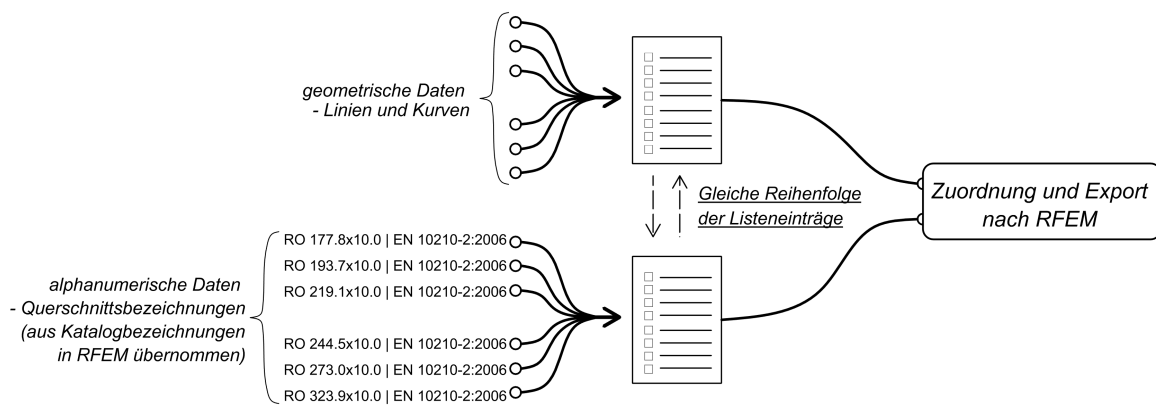 geometrische Daten
- Linien und Kurven
Gleiche Reihenfolge
der Listeneinträge
Zuordnung und Export
nach RFEM
alphanumerische Daten
- Querschnittsbezeichnungen
(aus Katalogbezeichnungen
in RFEM übernommen)
RO 177.8x10.0 | EN 10210-2:2006
RO 193.7x10.0 | EN 10210-2:2006
RO 219.1x10.0 | EN 10210-2:2006
RO 244.5x10.0 | EN 10210-2:2006
RO 273.0x10.0 | EN 10210-2:2006
RO 323.9x10.0 | EN 10210-2:2006